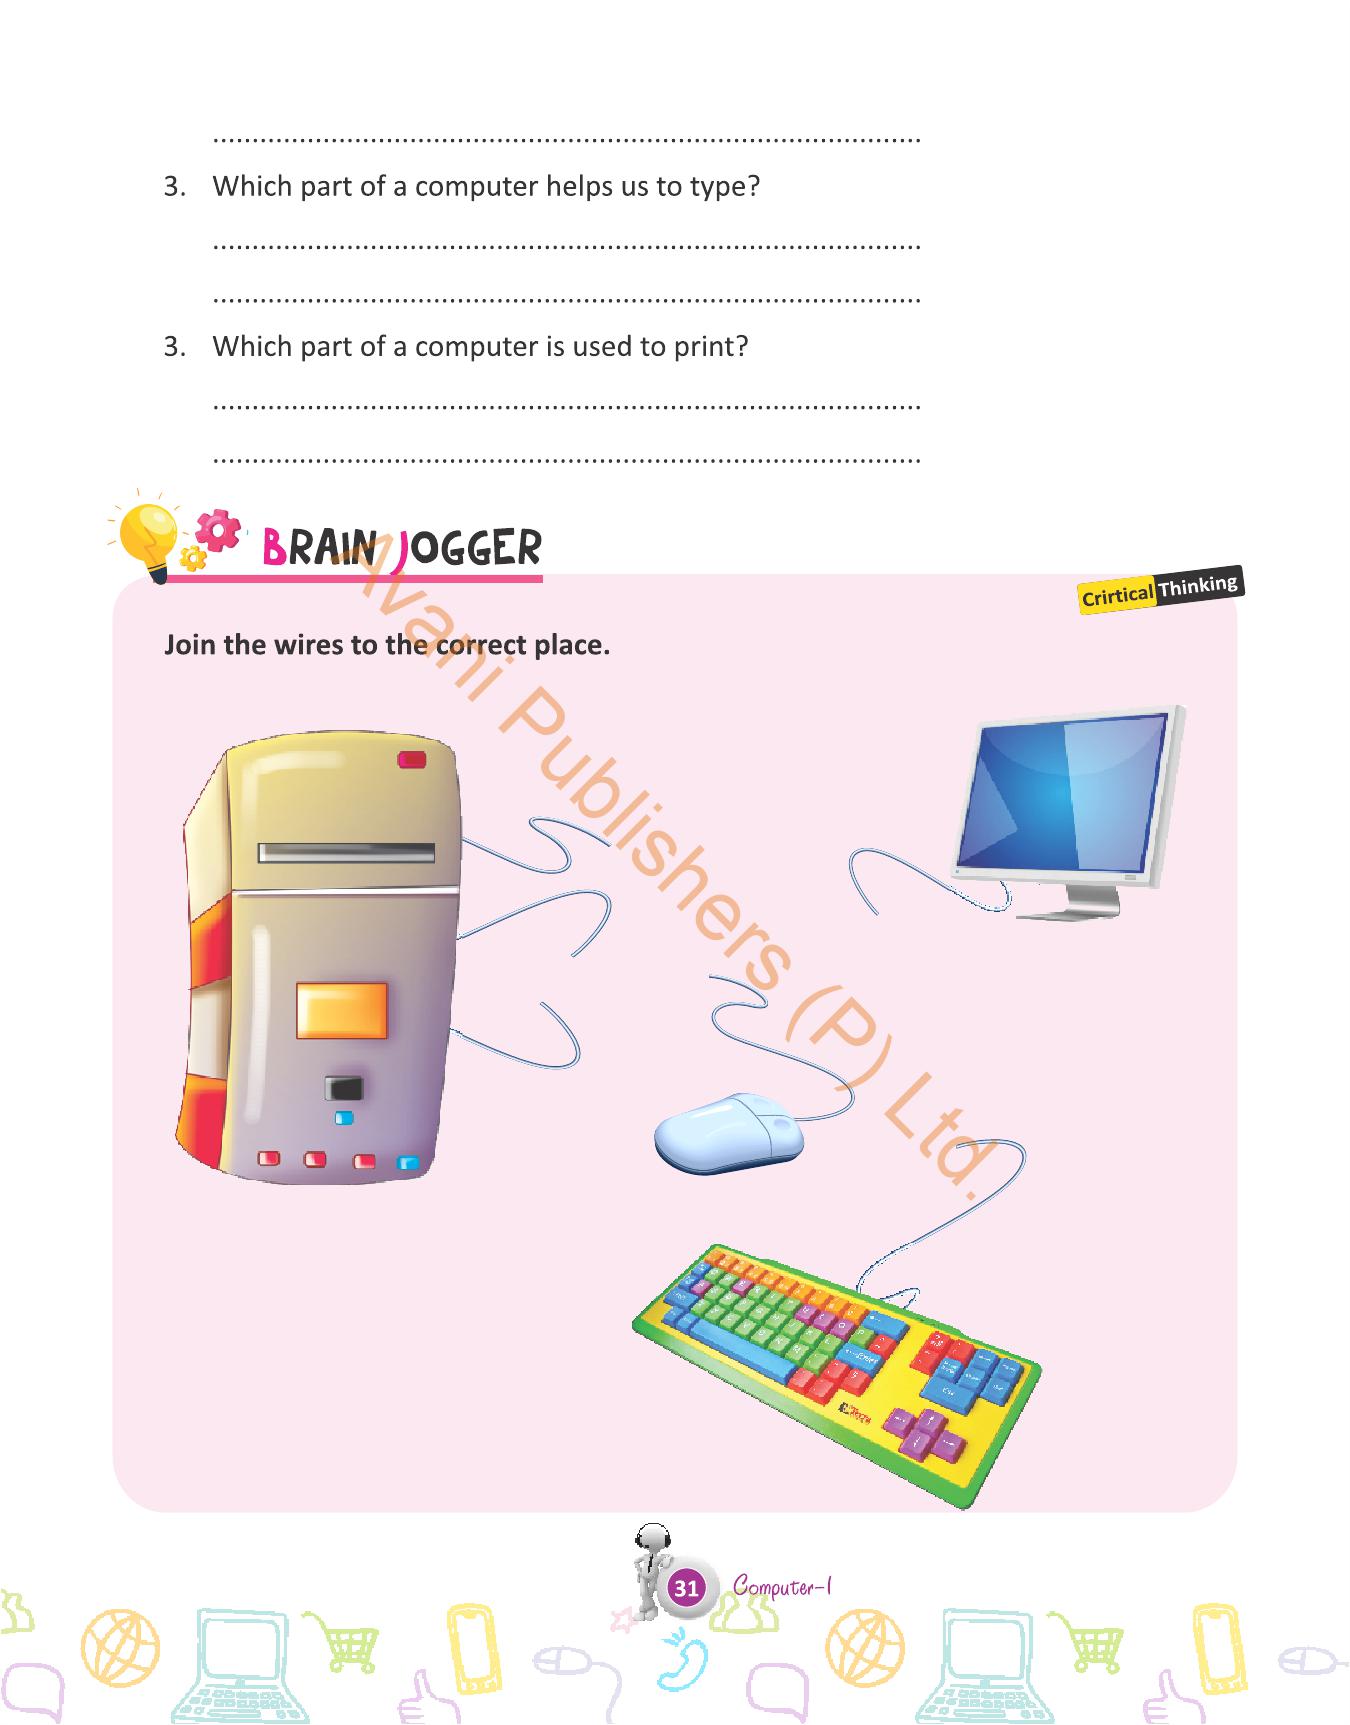 ................................................................................................
3. Which part of a computer helps us to type?
................................................................................................
................................................................................................
3. Which part of a computer is used to print?
................................................................................................
................................................................................................
BRAIN JOGGER
Crirtical Thinking
Join the wires to the correct place.
Avani Publishers (P) Ltd.
31 Computer-1